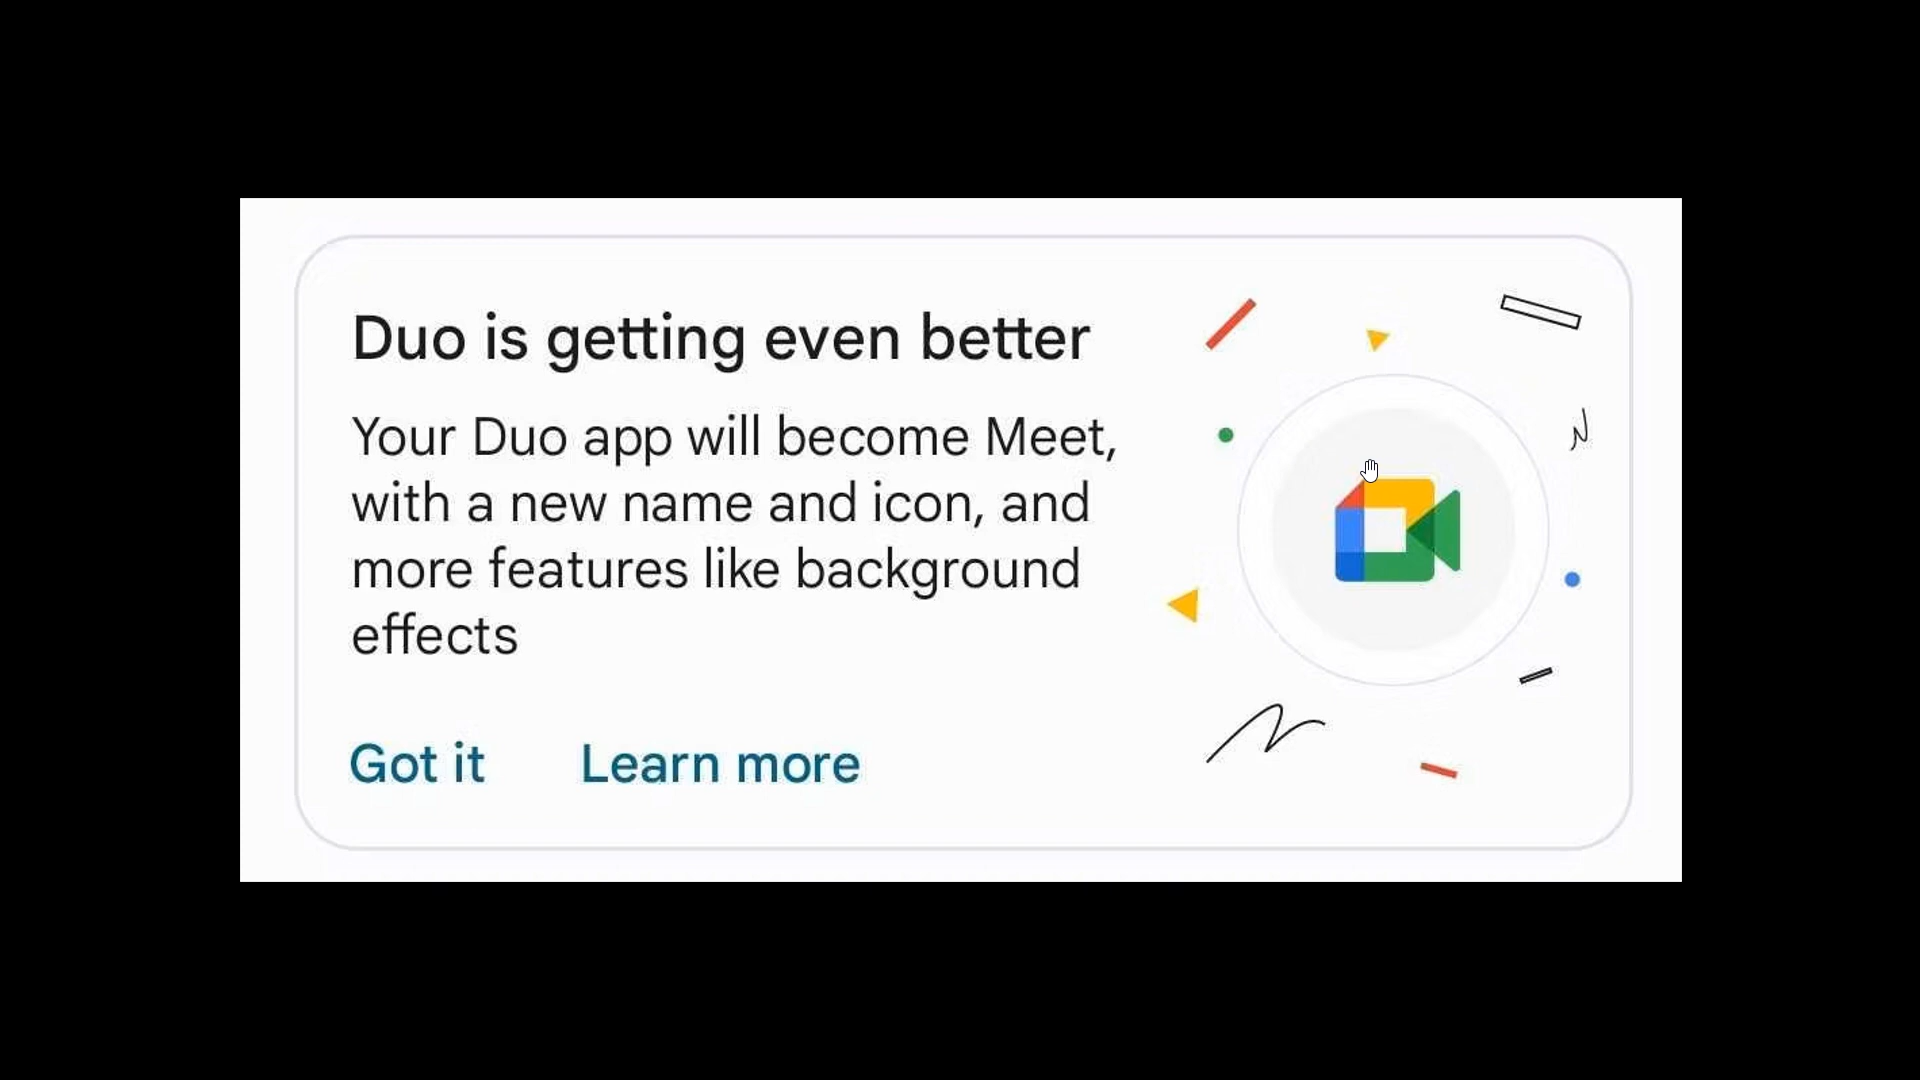 Duo is getting even better
Your Duo app will become Meet,
with a new name and icon, and
more features like background
effects
Got it
Learn more